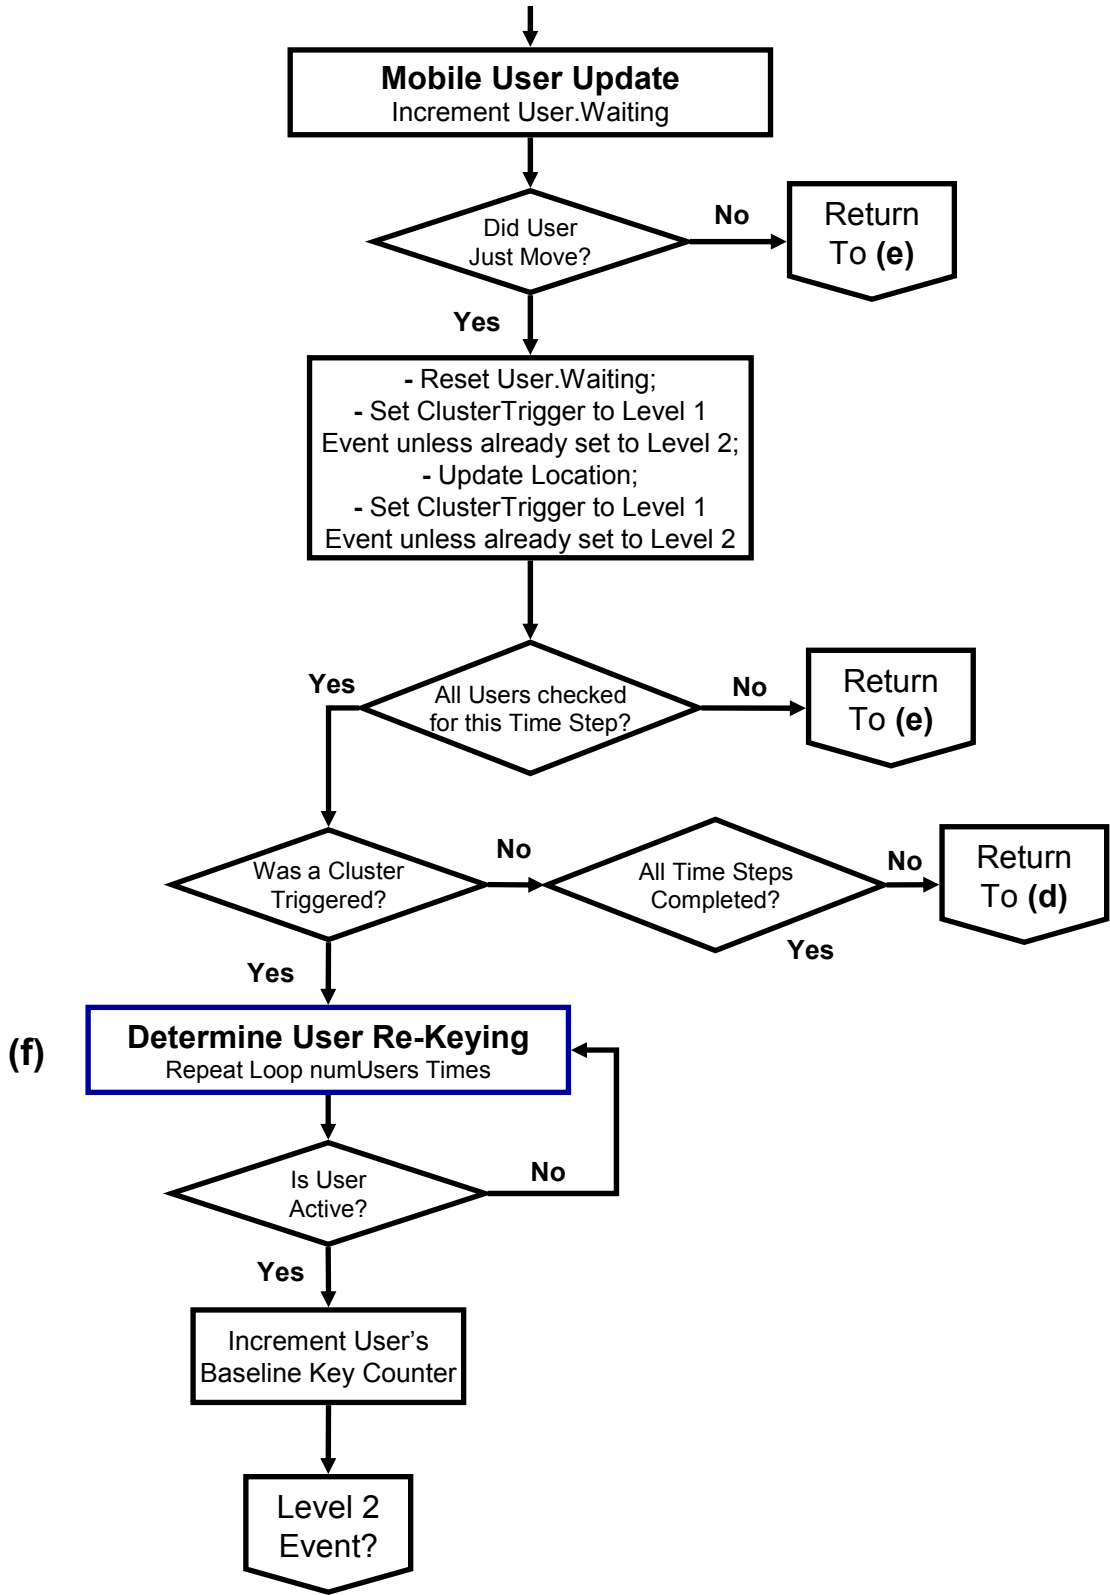 Mobile User Update
Increment User.Waiting
Did User
Just Move?
No
Return
To (e)
Yes
- Reset User.Waiting;
- Set ClusterTrigger to Level 1
Event unless already set to Level 2;
- Update Location;
- Set ClusterTrigger to Level 1
Event unless already set to Level 2
Yes
All Users checked
for this Time Step?
No
Return
To (e)
Was a Cluster
Triggered?
No
All Time Steps
Completed?
No
Return
To (d)
Yes
Yes
(f)
Determine User Re-Keying
Repeat Loop numUsers Times
Is User
Active?
No
Yes
Increment User’s
Baseline Key Counter
Level 2
Event?